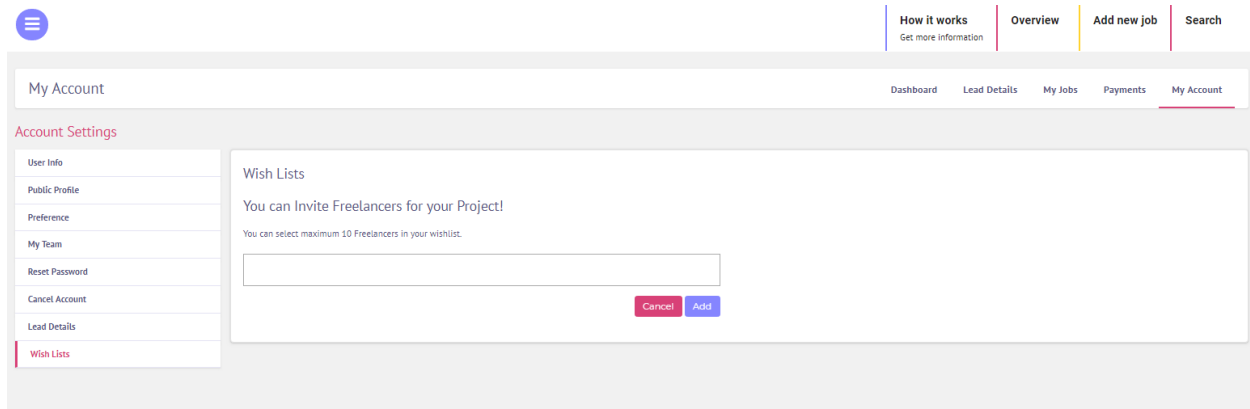 How it works
Get more information
Overview
Add new job
Search
My Account
Dashboard
Lead Details
My Jobs
Payments
My Account
Account Settings
User Info
Public Profile
Preference
My Team
Reset Password
Cancel Account
Lead Details
Wish Lists
Wish Lists
You can Invite Freelancers for your Project!
You can select maximum 10 Freelancers in your wishlist.
Cancel
Add